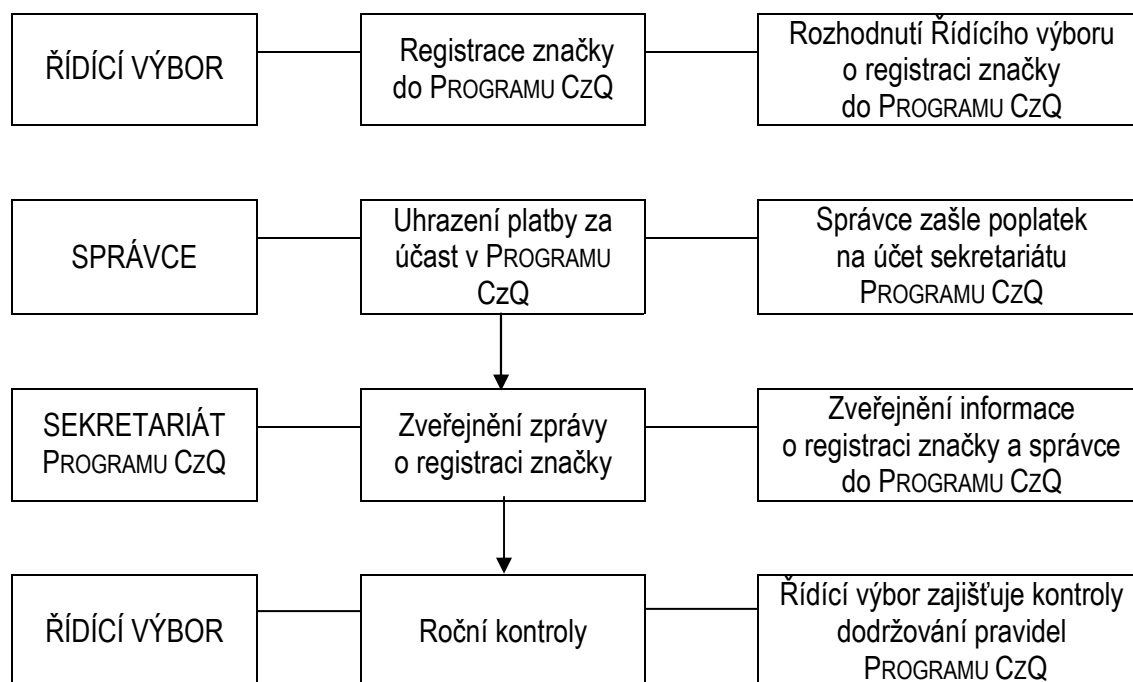 ŘÍDÍCÍ VÝBOR
Registrace značky
do PROGRAMU CZQ
Rozhodnutí Řídícího výboru
o registraci značky
do PROGRAMU CZQ
SPRÁVCE
Uhrazení platby za
účast v PROGRAMU
CZQ
Správce zašle poplatek
na účet sekretariátu
PROGRAMU CZQ
SEKRETARIÁT
PROGRAMU CZQ
Zveřejnění zprávy
o registraci značky
Zveřejnění informace
o registraci značky a správce
do PROGRAMU CZQ
ŘÍDÍCÍ VÝBOR
Roční kontroly
Řídící výbor zajišťuje kontroly
dodržování pravidel
PROGRAMU CZQ